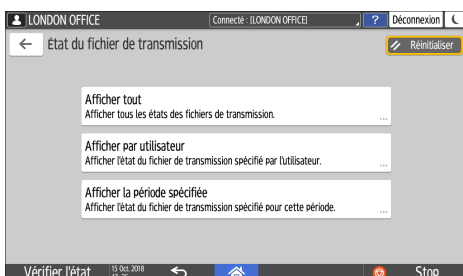 LONDON OFFICE
Connecté : [LONDON OFFICE]
?
Déconnexion
État du fichier de transmission
Réinitialiser
Afficher tout
Afficher tous les états des fichiers de transmission.
...
Afficher par utilisateur
Afficher l'état du fichier de transmission spécifié par l'utilisateur.
...
Afficher la période spécifiée
Afficher l'état du fichier de transmission spécifié pour cette période.
...
Vérifier l'état
15 Oct. 2018
Stop